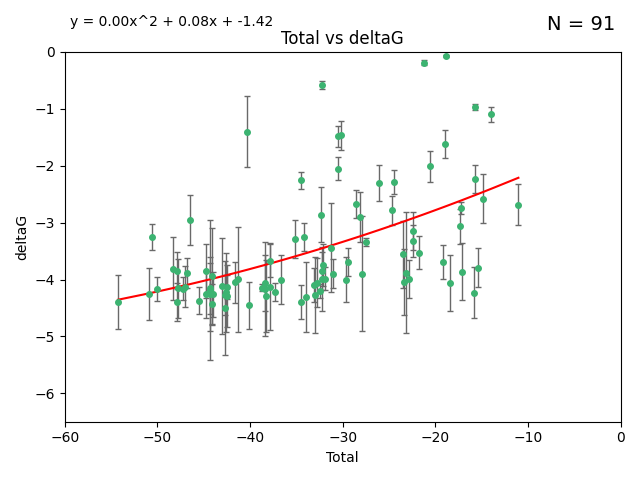 y = 0.00x^2 + 0.08x + -1.42
N = 91
Total vs deltaG
0
−1
−2
−3
−4
−5
−6
deltaG
−60 −50 −40 −30 −20 −10 0
Total